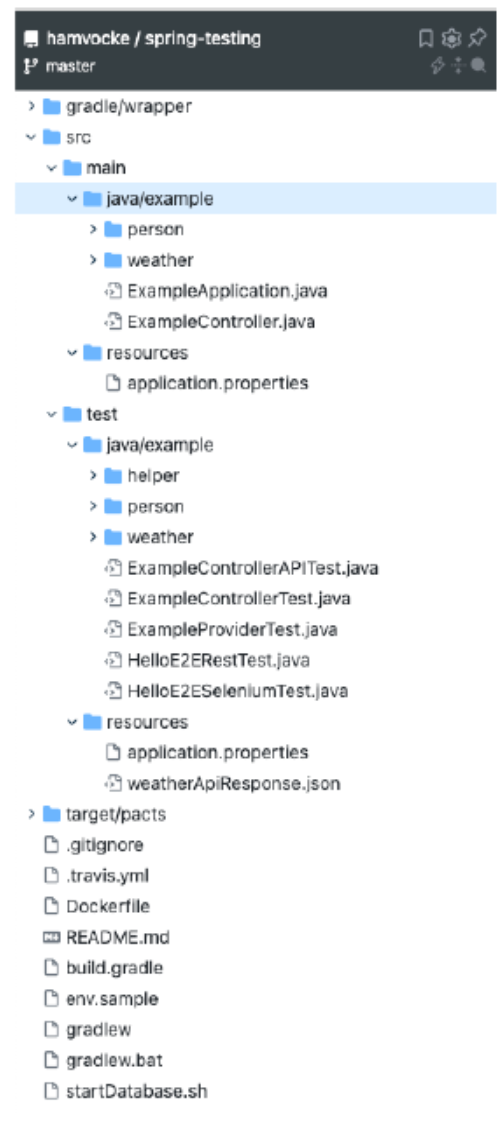 hamvocke / spring-testing
master
gradle/wrapper
src
main
java/example
person
weather
ExampleApplication.java
ExampleController.java
resources
application.properties
test
java/example
helper
person
weather
ExampleControllerAPITest.java
ExampleControllerTest.java
ExampleProviderTest.java
HelloE2ERestTest.java
HelloE2ESeleniumTest.java
resources
application.properties
weatherApiResponse.json
target/pacts
.gitignore
.travis.yml
Dockerfile
README.md
build.gradle
env.sample
gradlew
gradlew.bat
startDatabase.sh